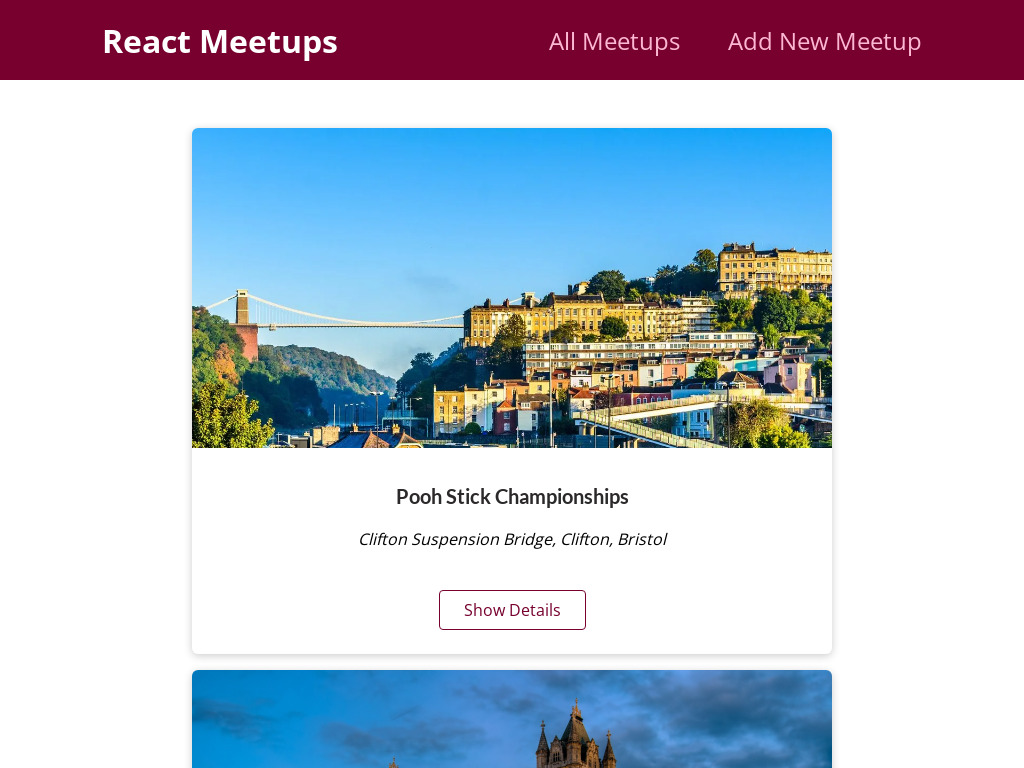 React Meetups
All Meetups
Add New Meetup
Pooh Stick Championships
Clifton Suspension Bridge, Clifton, Bristol
Show Details